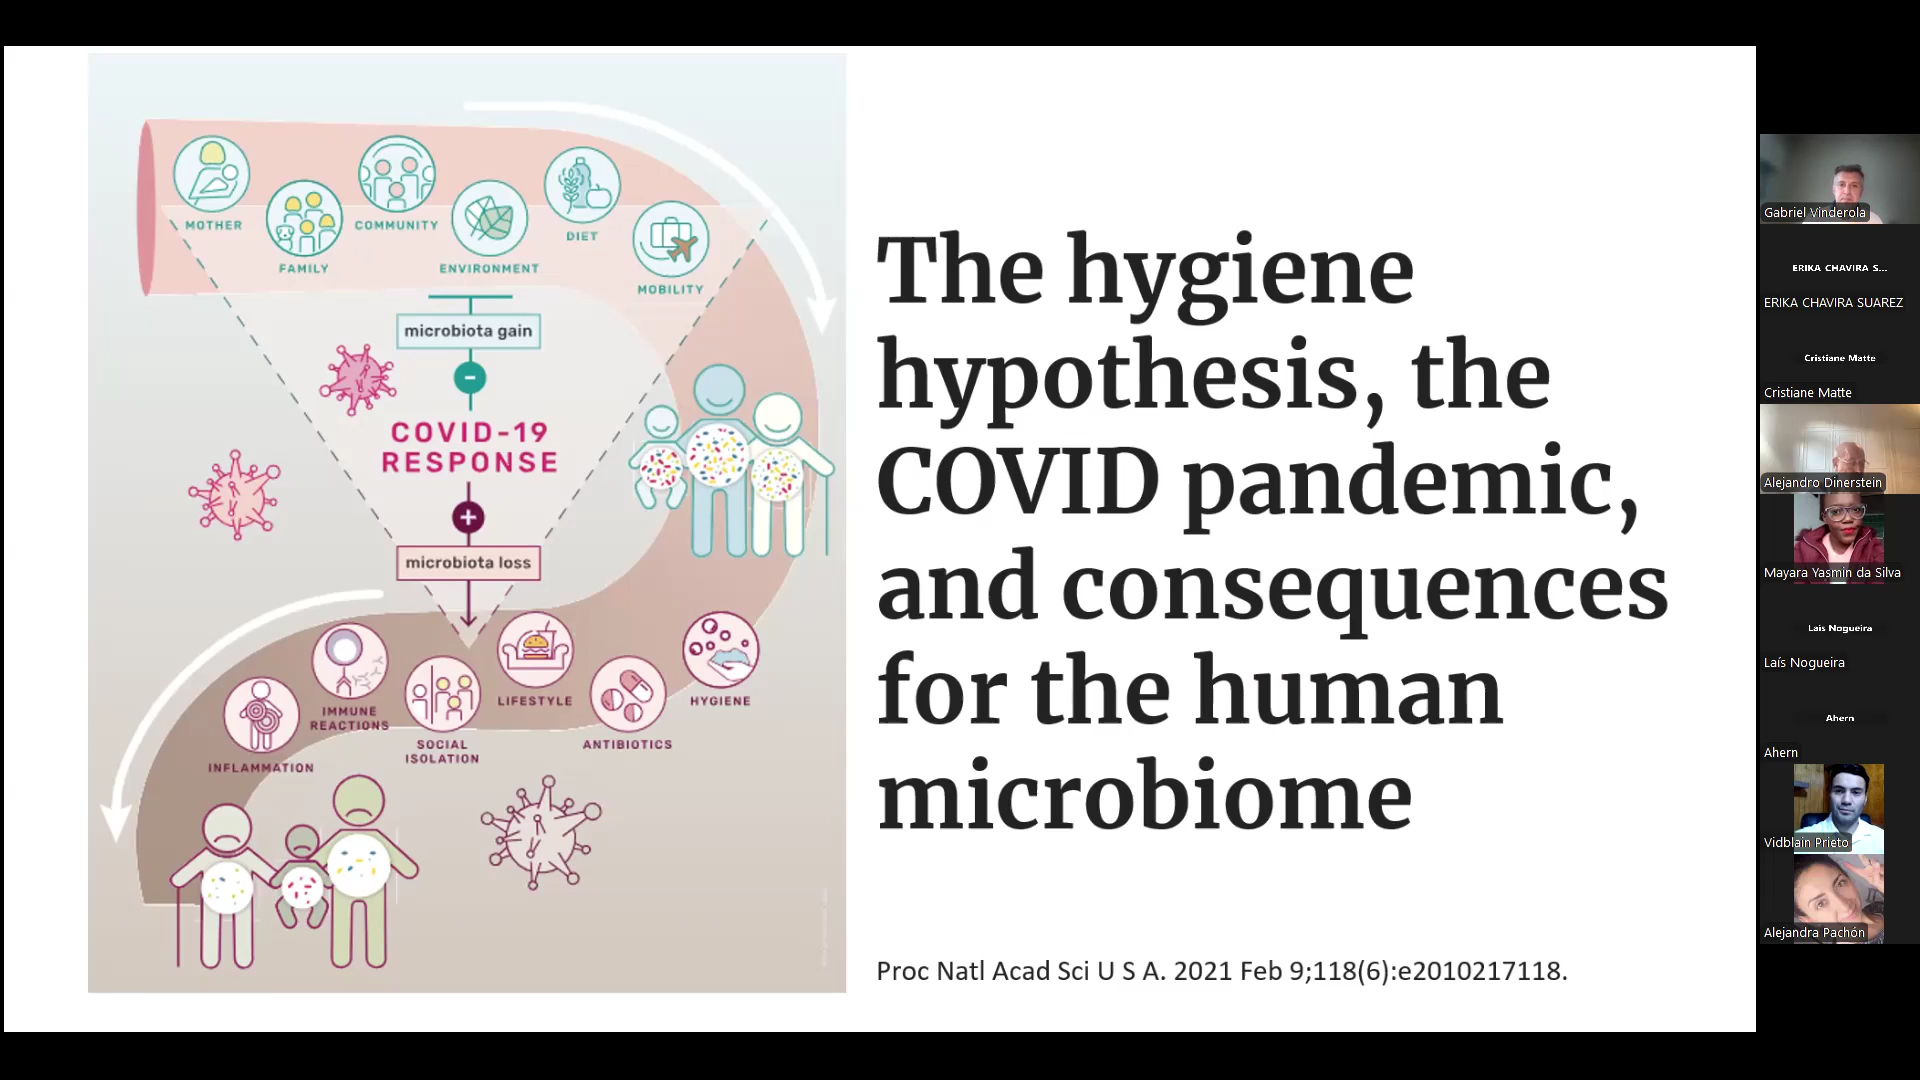 MOTHER
FAMILY
COMMUNITY
ENVIRONMENT
DIET
MOBILITY
microbiota gain
-
COVID-19
RESPONSE
+
microbiota loss
INFLAMMATION
IMMUNE
REACTIONS
SOCIAL
ISOLATION
LIFESTYLE
ANTIBIOTICS
HYGIENE
The hygiene
hypothesis, the
COVID pandemic,
and consequences
for the human
microbiome
Proc Natl Acad Sci U S A. 2021 Feb 9;118(6):e2010217118.
Gabriel Vinderola
ERIKA CHAVIRA S...
ERIKA CHAVIRA SUAREZ
Cristiane Matte
Cristiane Matte
Alejandro Dinerstein
Mayara Yasmin da Silva
Laís Nogueira
Laís Nogueira
Ahern
Ahern
Vidblain Prieto
Alejandra Pachón